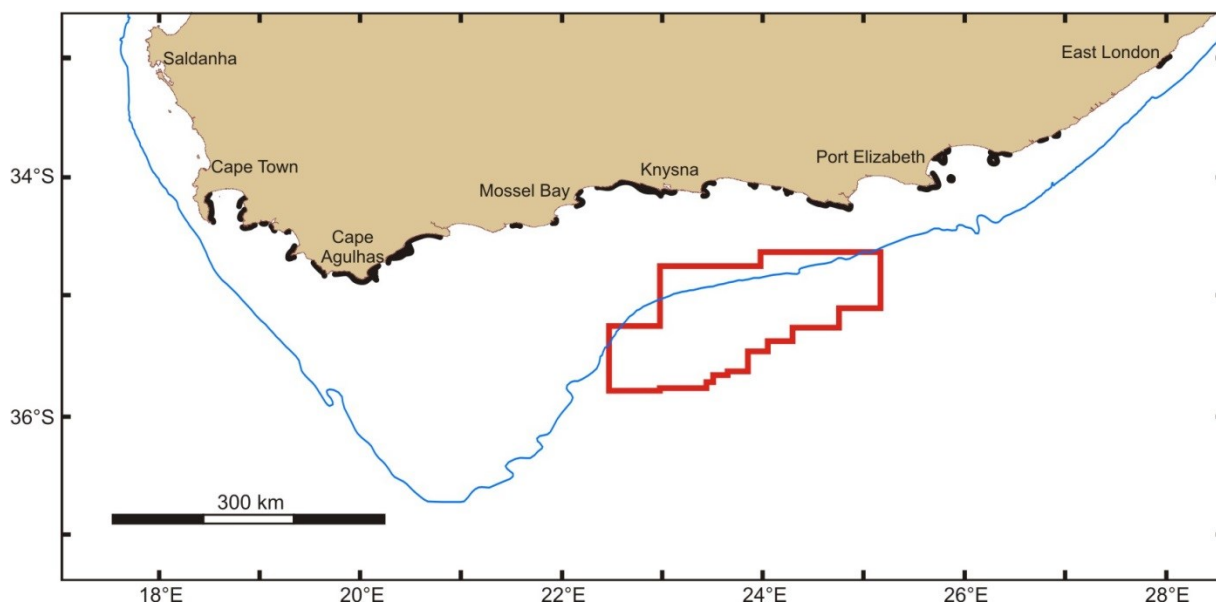 East London
Saldanha
Cape Town
Port Elizabeth
Knysna
34°S
Mossel Bay
Cape
Agulhas
36°S
300 km
18°E 20°E 22°E 24°E 26°E 28°E